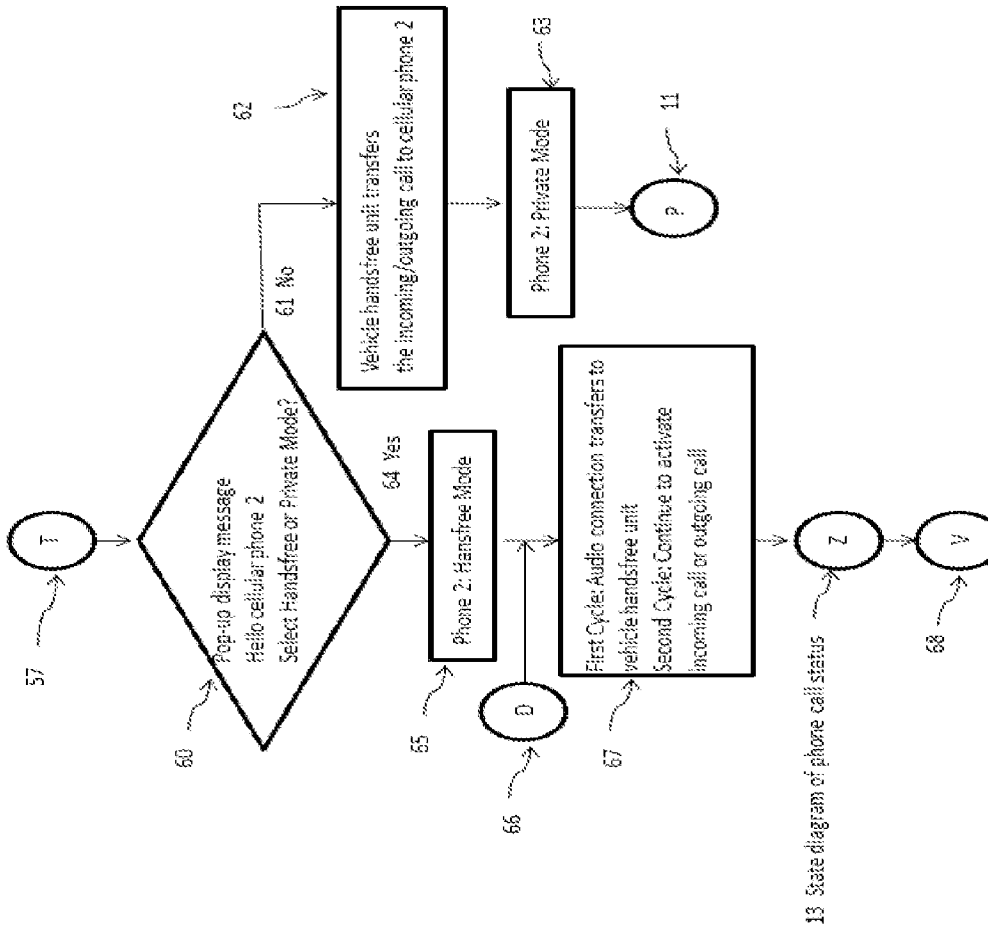 57
T
60
Pop-up display message
Hello cellular phone 2
Select Handsfree or Private Mode?
61 No
62
Vehicle handsfree unit transfers
the incoming/outgoing call to cellular phone 2
63
Phone 2: Private Mode
P
11
64 Yes
65
Phone 2: Hansfree Mode
66
D
67
First Cycle: Audio connection transfers to
vehicle handsfree unit
Second Cycle: Continue to activate
incoming call or outgoing call
13 State diagram of phone call status
Z
68
V